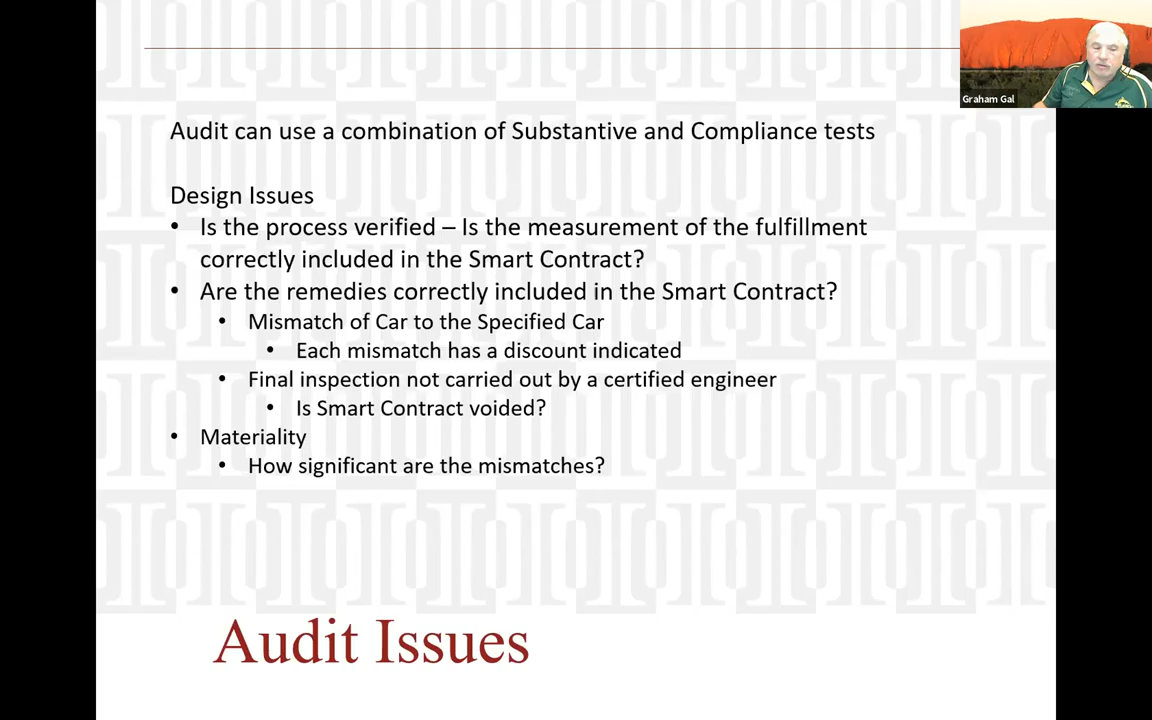 Graham Gal
Audit can use a combination of Substantive and Compliance tests
Design Issues
• Is the process verified – Is the measurement of the fulfillment
correctly included in the Smart Contract?
• Are the remedies correctly included in the Smart Contract?
• Mismatch of Car to the Specified Car
• Each mismatch has a discount indicated
• Final inspection not carried out by a certified engineer
• Is Smart Contract voided?
• Materiality
• How significant are the mismatches?
Audit Issues